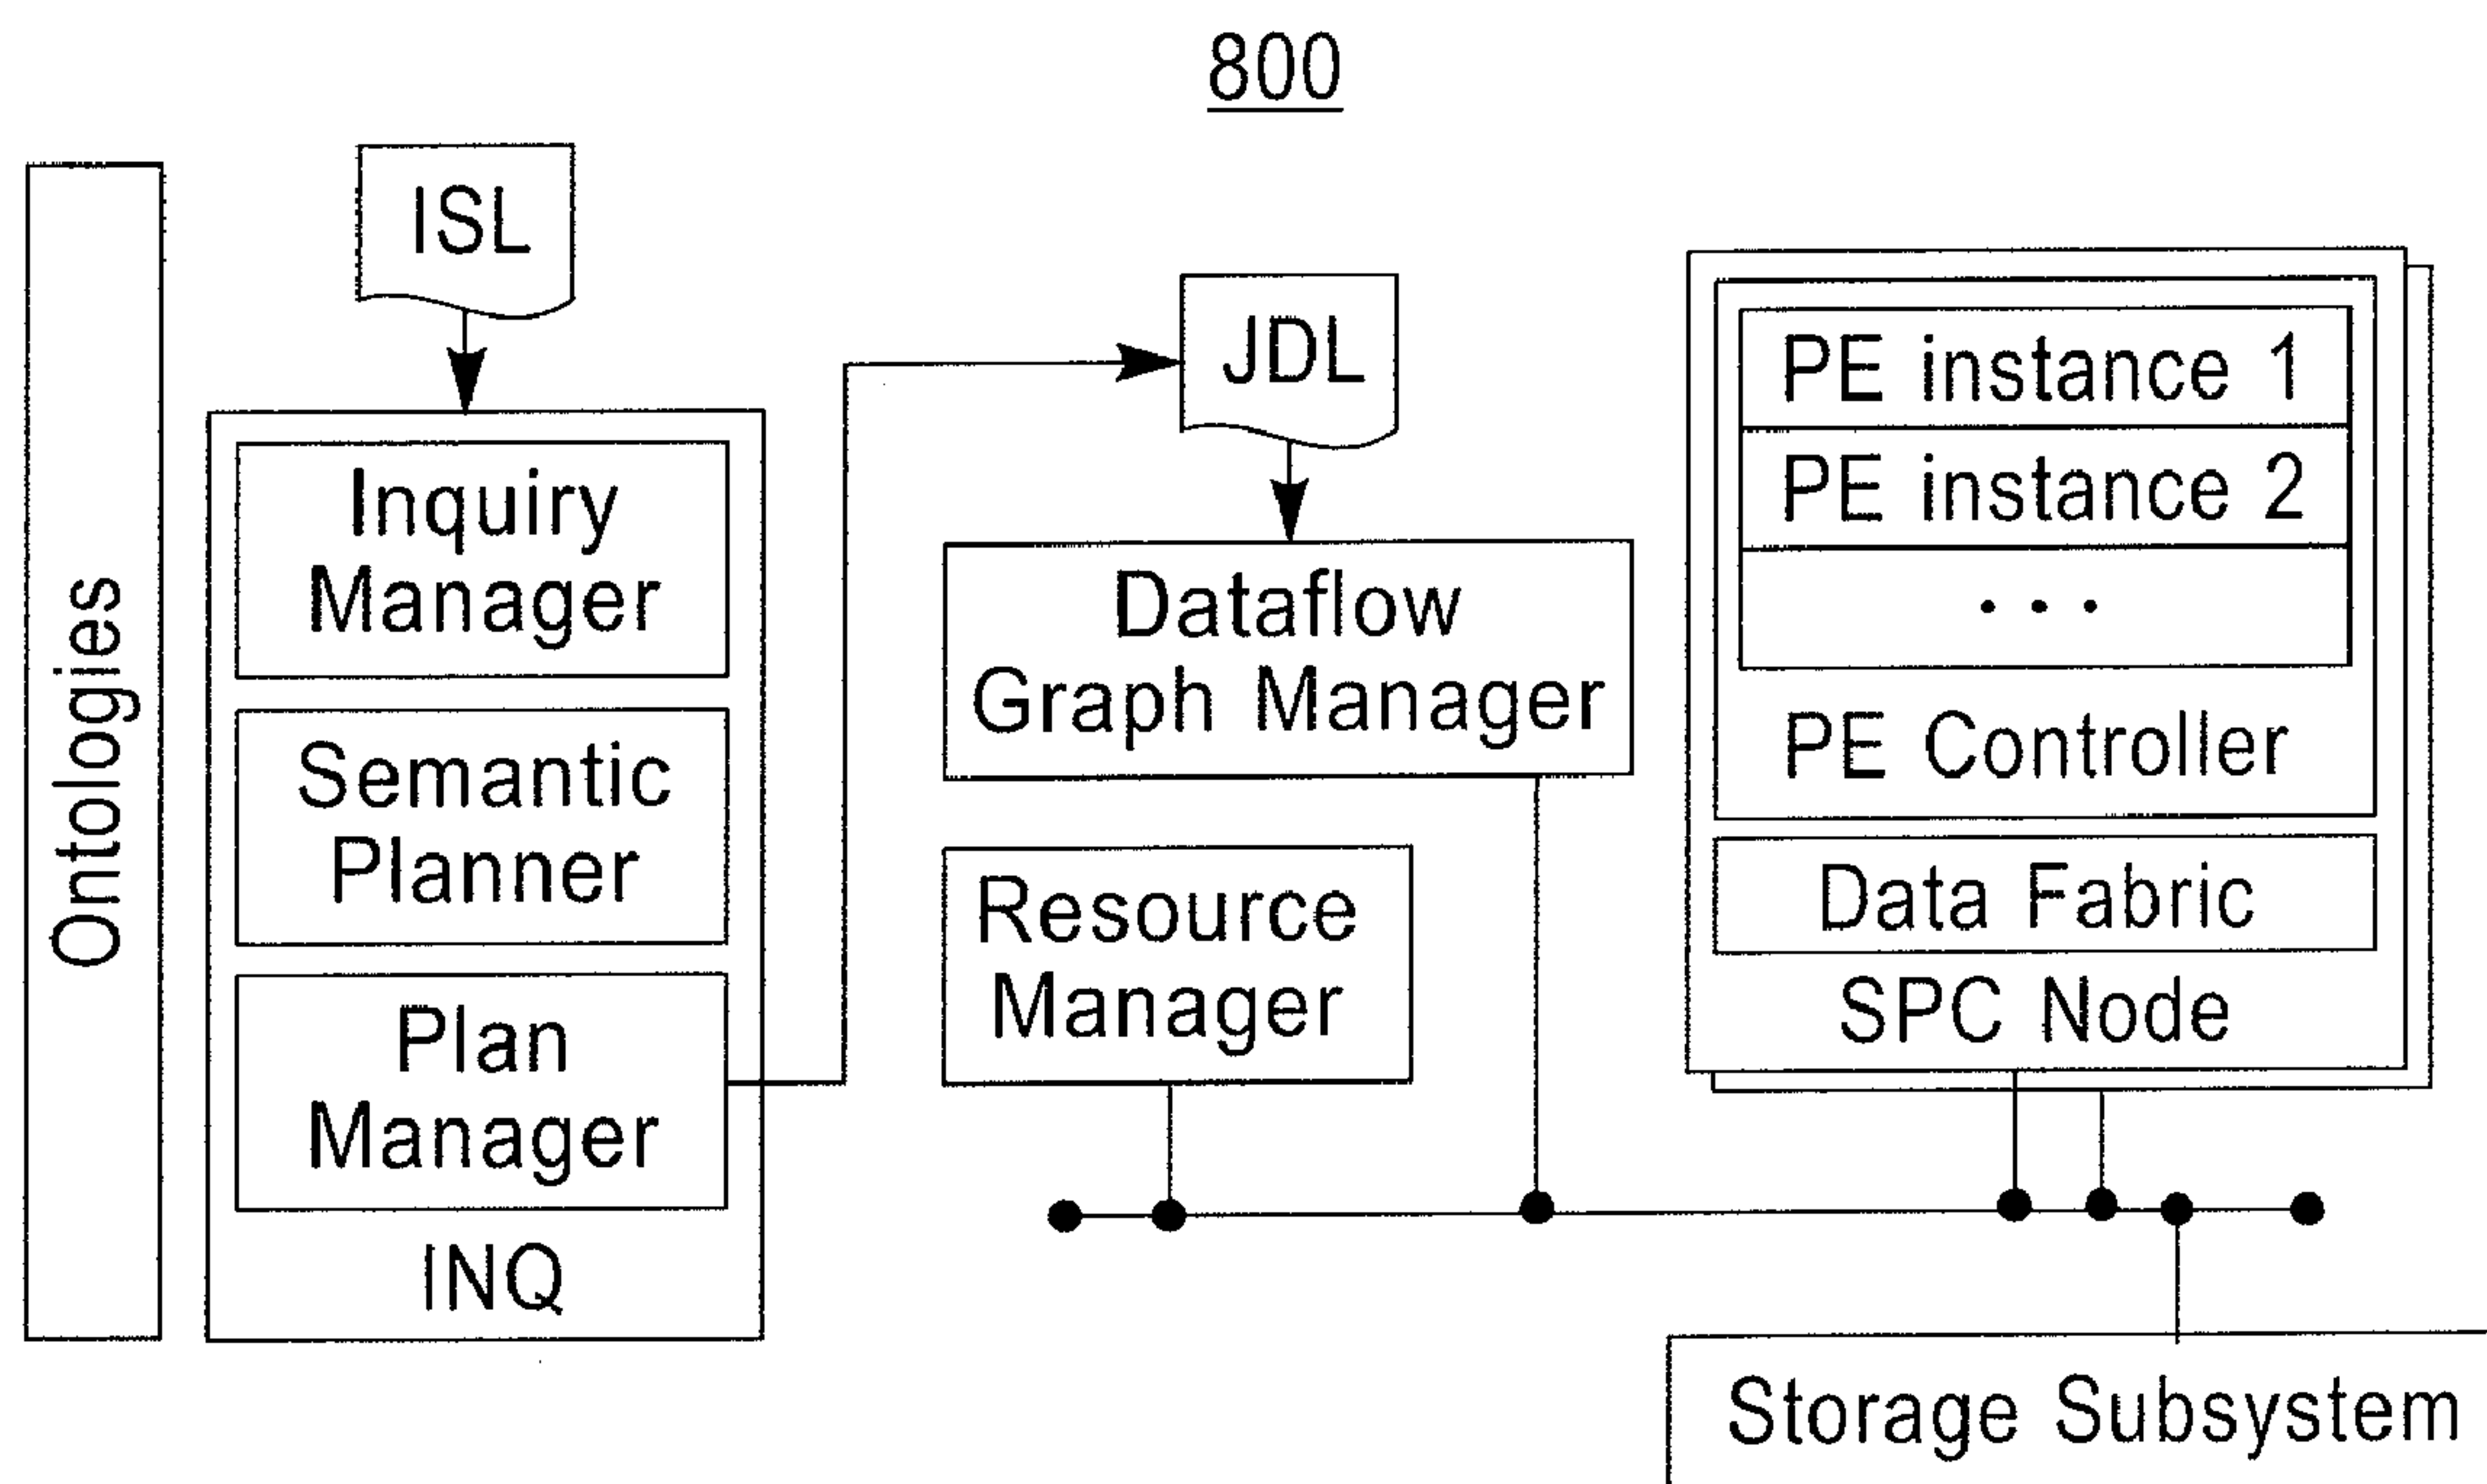 800
Ontologies
ISL
Inquiry
Manager
Semantic
Planner
Plan
Manager
INQ
JDL
Dataflow
Graph Manager
Resource
Manager
PE instance 1
PE instance 2
...
PE Controller
Data Fabric
SPC Node
Storage Subsystem